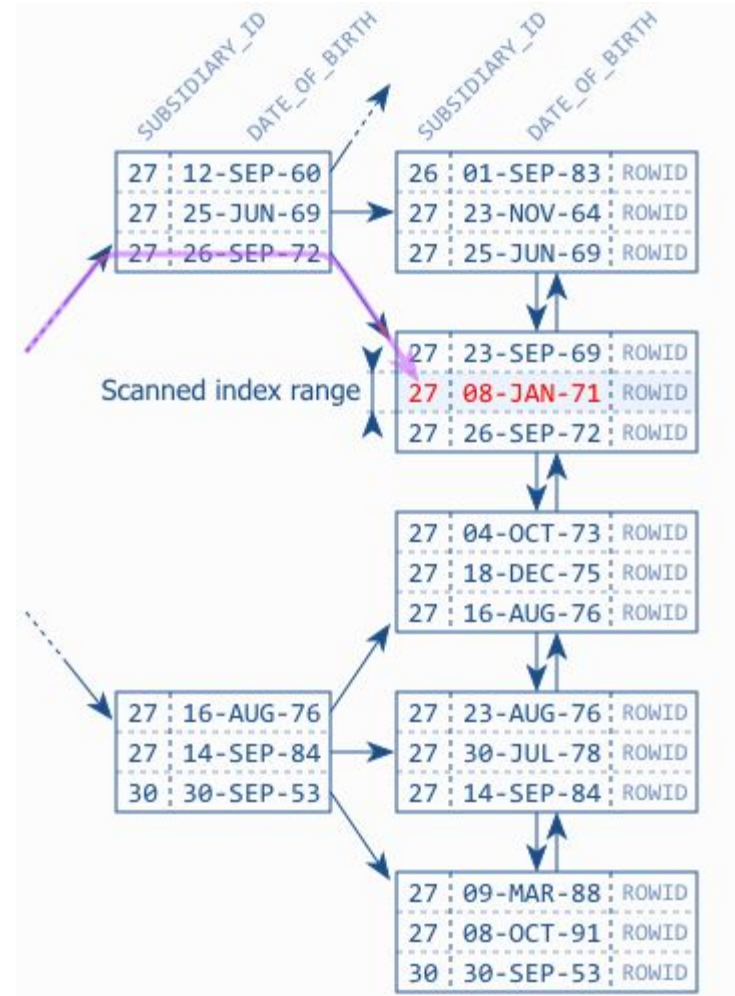 SUBSIDIARY_ID
DATE_OF_BIRTH
SUBSIDIARY_ID
DATE_OF_BIRTH
27 12-SEP-60
27 25-JUN-69
27 26-SEP-72
26 01-SEP-83 ROWID
27 23-NOV-64 ROWID
27 25-JUN-69 ROWID
Scanned index range
27 23-SEP-69 ROWID
27 08-JAN-71 ROWID
27 26-SEP-72 ROWID
27 04-OCT-73 ROWID
27 18-DEC-75 ROWID
27 16-AUG-76 ROWID
27 16-AUG-76
27 14-SEP-84
30 30-SEP-53
27 23-AUG-76 ROWID
27 30-JUL-78 ROWID
27 14-SEP-84 ROWID
27 09-MAR-88 ROWID
27 08-OCT-91 ROWID
30 30-SEP-53 ROWID